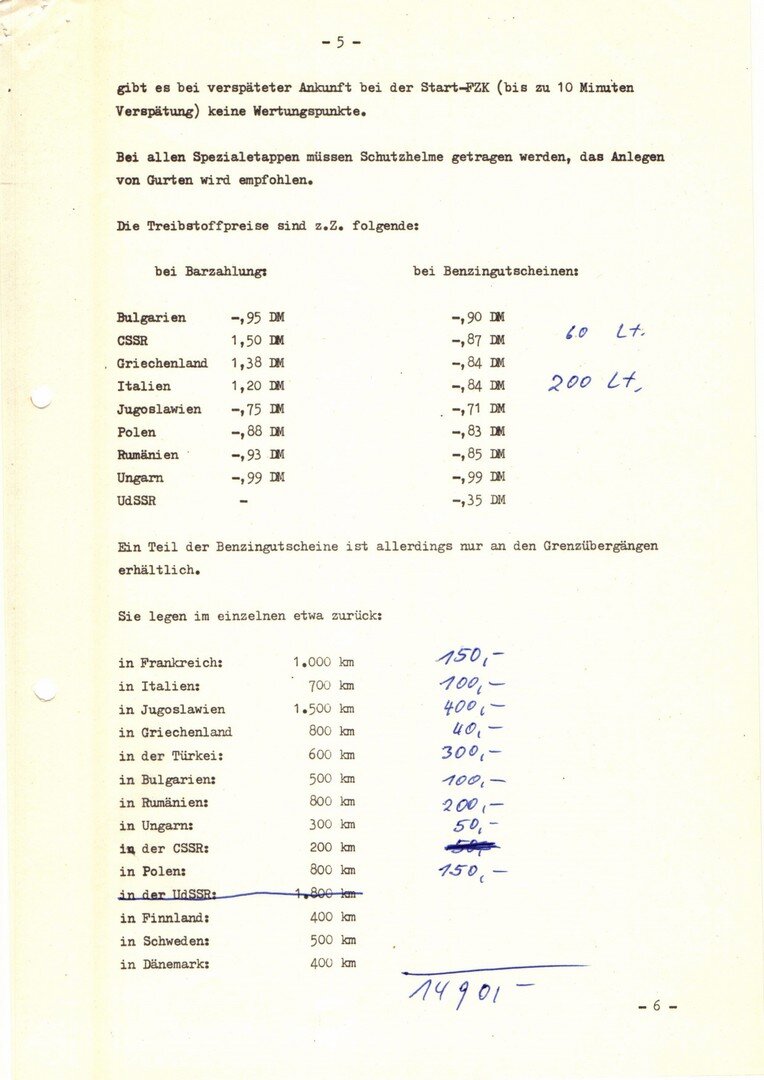 - 5 -
gibt es bei verspäteter Ankunft bei der Start-FZK (bis zu 10 Minuten
Verspätung) keine Wertungspunkte.
Bei allen Spezialetappen müssen Schutzhelme getragen werden, das Anlegen
von Gurten wird empfohlen.
Die Treibstoffpreise sind z.Z. folgende:
bei Barzahlung: bei Benzingutscheinen:
Bulgarien -,95 DM -,90 DM
CSSR 1,50 DM -,87 DM 60 Lt.
Griechenland 1,38 DM -,84 DM
Italien 1,20 DM -,84 DM 200 Lt,
Jugoslawien -,75 DM -,71 DM
Polen -,88 DM -,83 DM
Rumänien -,93 DM -,85 DM
Ungarn -,99 DM -,99 DM
UdSSR - -,35 DM
Ein Teil der Benzingutscheine ist allerdings nur an den Grenzübergängen
erhältlich.
Sie legen im einzelnen etwa zurück:
in Frankreich: 1.000 km 150,-
in Italien: 700 km 100,-
in Jugoslawien 1.500 km 400,-
in Griechenland 800 km 40,-
in der Türkei: 600 km 300,-
in Bulgarien: 500 km 100,-
in Rumänien: 800 km 200,-
in Ungarn: 300 km 50,-
in der CSSR: 200 km 50,-
in Polen: 800 km 150,-
in der UdSSR: 1.800 km
in Finnland: 400 km
in Schweden: 500 km
in Dänemark: 400 km
1490,-
- 6 -